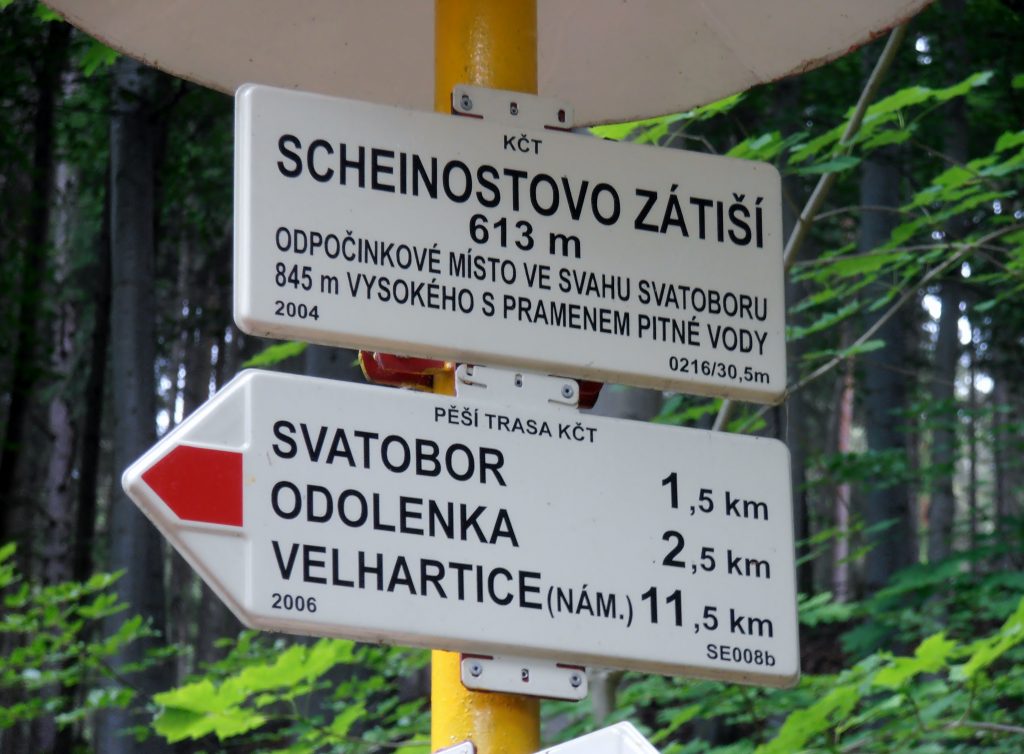 KČT
SCHEINOSTOVO ZÁTIŠÍ
613 m
ODPOČINKOVÉ MÍSTO VE SVAHU SVATOBORU
845 m VYSOKÉHO S PRAMENEM PITNÉ VODY
2004
0216/30,5m
PĚŠÍ TRASA KČT
SVATOBOR 1,5 km
ODOLENKA 2,5 km
VELHARTICE (NÁM.) 11,5 km
2006
SE008b